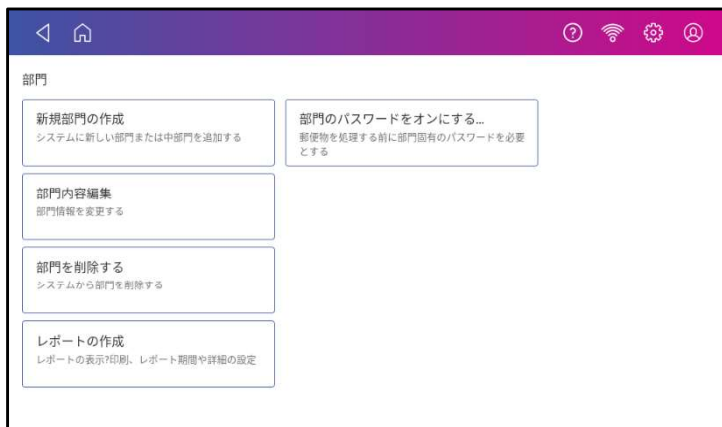 部門
新規部門の作成
システムに新しい部門または中部門を追加する
部門のパスワードをオンにする...
郵便物を処理する前に部門固有のパスワードを必要
とする
部門内容編集
部門情報を変更する
部門を削除する
システムから部門を削除する
レポートの作成
レポートの表示?印刷、レポート期間や詳細の設定